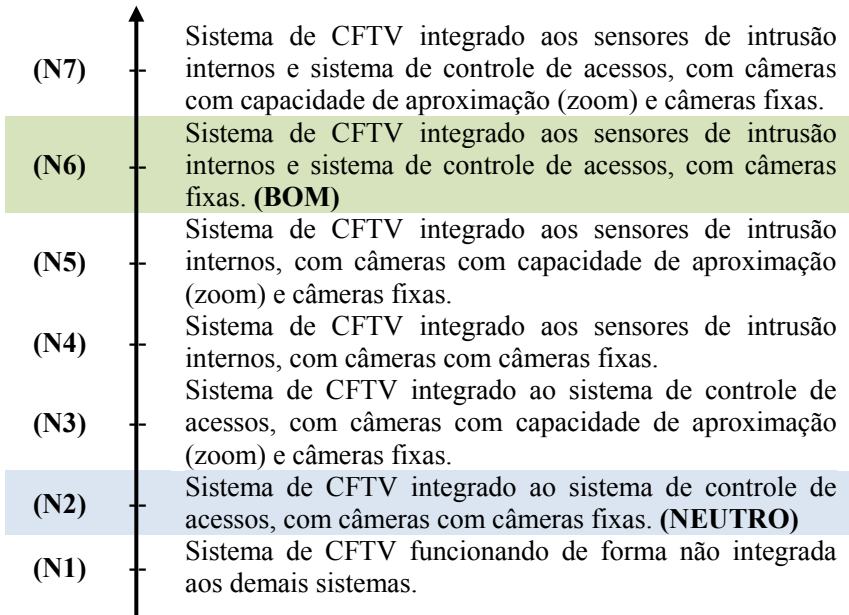 Sistema de CFTV integrado aos sensores de intrusão
(N7) internos e sistema de controle de acessos, com câmeras
com capacidade de aproximação (zoom) e câmeras fixas.
Sistema de CFTV integrado aos sensores de intrusão
(N6) internos e sistema de controle de acessos, com câmeras
fixas. (BOM)
Sistema de CFTV integrado aos sensores de intrusão
(N5) internos, com câmeras com capacidade de aproximação
(zoom) e câmeras fixas.
(N4) Sistema de CFTV integrado aos sensores de intrusão
internos, com câmeras com câmeras fixas.
Sistema de CFTV integrado ao sistema de controle de
(N3) acessos, com câmeras com capacidade de aproximação
(zoom) e câmeras fixas.
(N2) Sistema de CFTV integrado ao sistema de controle de
acessos, com câmeras com câmeras fixas. (NEUTRO)
(N1) Sistema de CFTV funcionando de forma não integrada
aos demais sistemas.